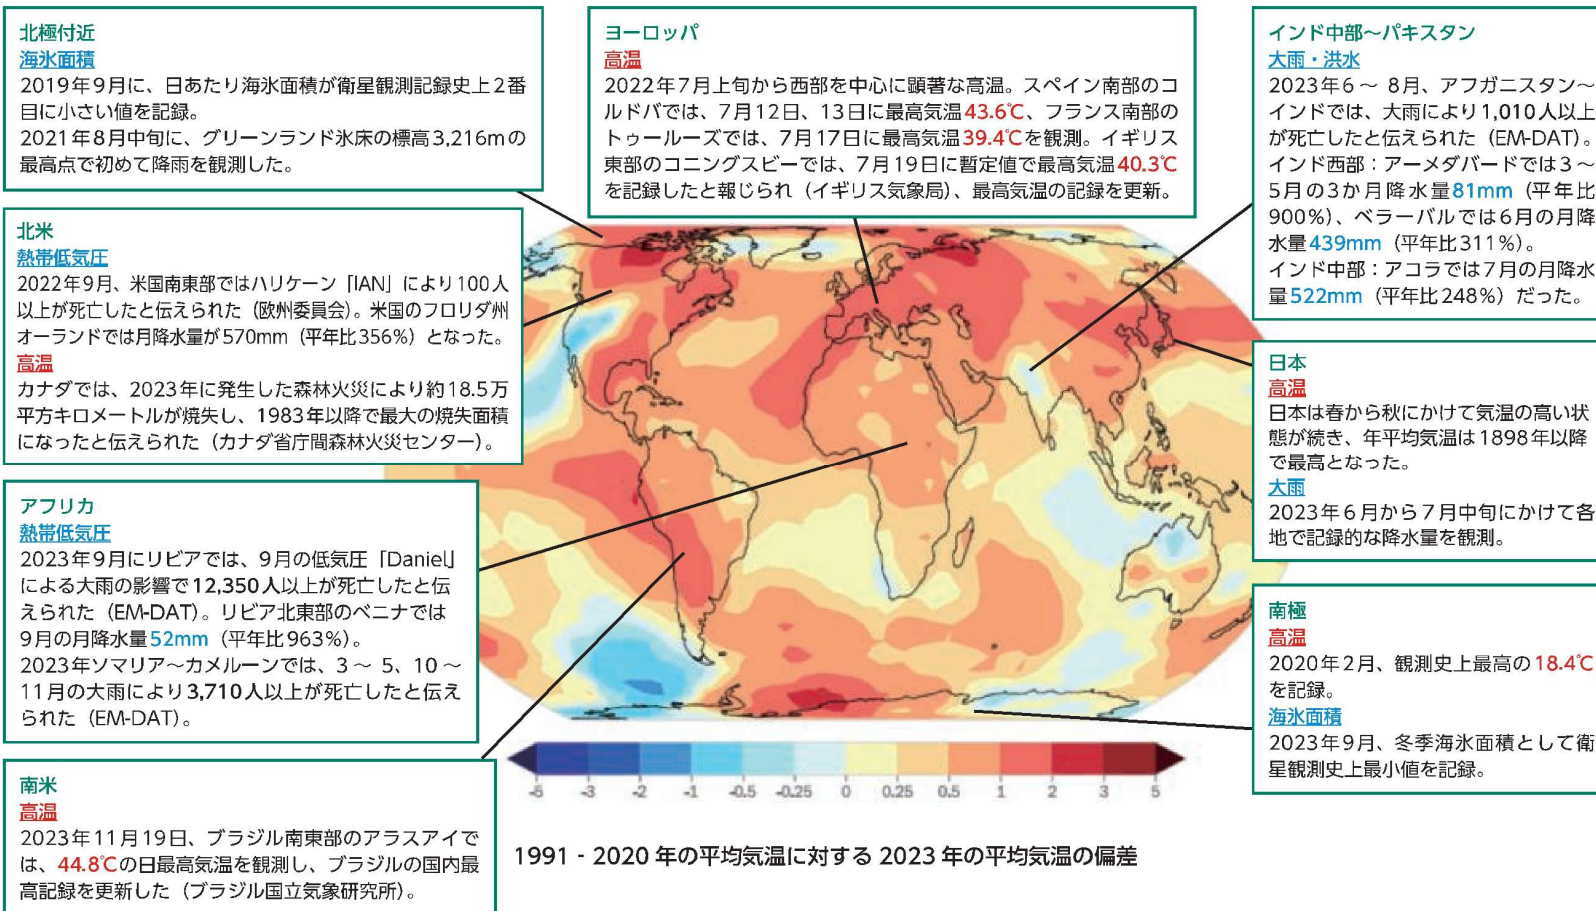 北極付近
海氷面積
2019年9月に、日あたり海氷面積が衛星観測記録史上2番
目に小さい値を記録。
2021年8月中旬に、グリーンランド氷床の標高3,216mの
最高点で初めて降雨を観測した。
北米
熱帯低気圧
2022年9月、米国南東部ではハリケーン「IAN」により100人
以上が死亡したと伝えられた（欧州委員会）。米国のフロリダ州
オーランドでは月降水量が570mm（平年比356%）となった。
高温
カナダでは、2023年に発生した森林火災により約18.5万
平方キロメートルが焼失し、1983年以降で最大の焼失面積
になったと伝えられた（カナダ省庁間森林火災センター）。
アフリカ
熱帯低気圧
2023年9月にリビアでは、9月の低気圧「Daniel」
による大雨の影響で12,350人以上が死亡したと伝
えられた（EM-DAT）。リビア北東部のベニナでは
9月の月降水量52mm（平年比963%）。
2023年ソマリア～カメルーンでは、3～5、10～
11月の大雨により3,710人以上が死亡したと伝え
られた（EM-DAT）。
南米
高温
2023年11月19日、ブラジル南東部のアラスアイで
は、44.8℃の日最高気温を観測し、ブラジルの国内最
高記録を更新した（ブラジル国立気象研究所）。
ヨーロッパ
高温
2022年7月上旬から西部を中心に顕著な高温。スペイン南部のコ
ルドバでは、7月12日、13日に最高気温43.6℃、フランス南部の
トゥールーズでは、7月17日に最高気温39.4℃を観測。イギリス
東部のコニングスビーでは、7月19日に暫定値で最高気温40.3℃
を記録したと報じられ（イギリス気象局）、最高気温の記録を更新。
インド中部～パキスタン
大雨・洪水
2023年6～8月、アフガニスタン～
インドでは、大雨により1,010人以上
が死亡したと伝えられた（EM-DAT）。
インド西部：アーメダバードでは3～
5月の3か月降水量81mm（平年比
900%）、ベラーバルでは6月の月降
水量439mm（平年比311%）。
インド中部：アコラでは7月の月降水
量522mm（平年比248%）だった。
日本
高温
日本は春から秋にかけて気温の高い状
態が続き、年平均気温は1898年以降
で最高となった。
大雨
2023年6月から7月中旬にかけて各
地で記録的な降水量を観測。
南極
高温
2020年2月、観測史上最高の18.4℃
を記録。
海氷面積
2023年9月、冬季海氷面積として衛
星観測史上最小値を記録。
-5 -3 -2 -1 -0.5 -0.25 0 0.25 0.5 1 2 3 5
1991 - 2020 年の平均気温に対する 2023 年の平均気温の偏差